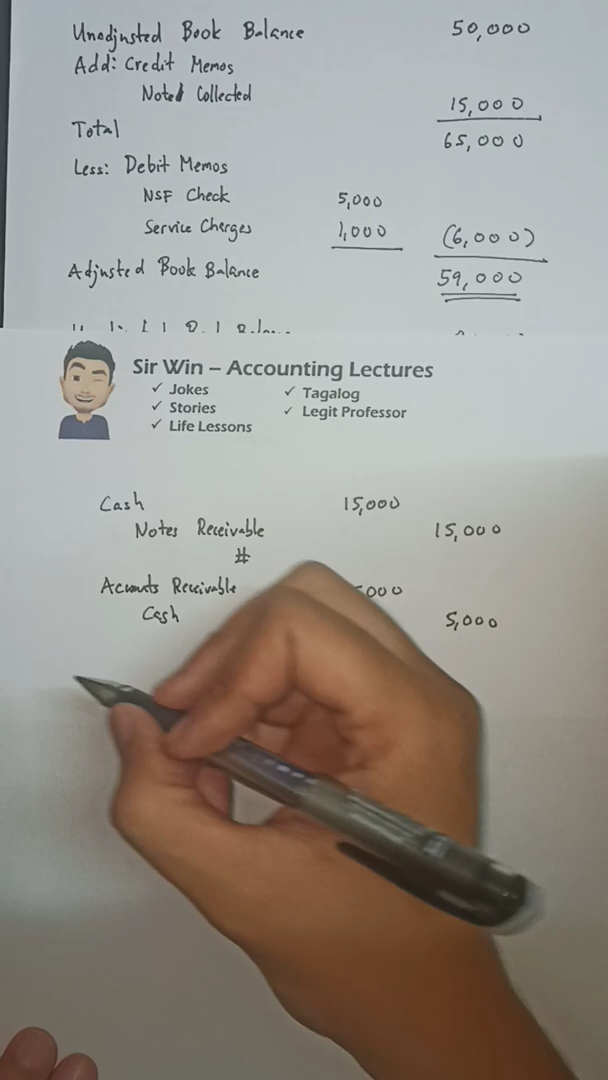 Unadjusted Book Balance 50,000
Add: Credit Memos
Note Collected 15,000
Total 65,000
Less: Debit Memos
NSF Check 5,000
Service Charges 1,000 (6,000)
Adjusted Book Balance 59,000
Sir Win – Accounting Lectures
✓ Jokes ✓ Tagalog
✓ Stories ✓ Legit Professor
✓ Life Lessons
Cash 15,000
Notes Receivable 15,000
#
Accounts Receivable 000
Cash 5,000